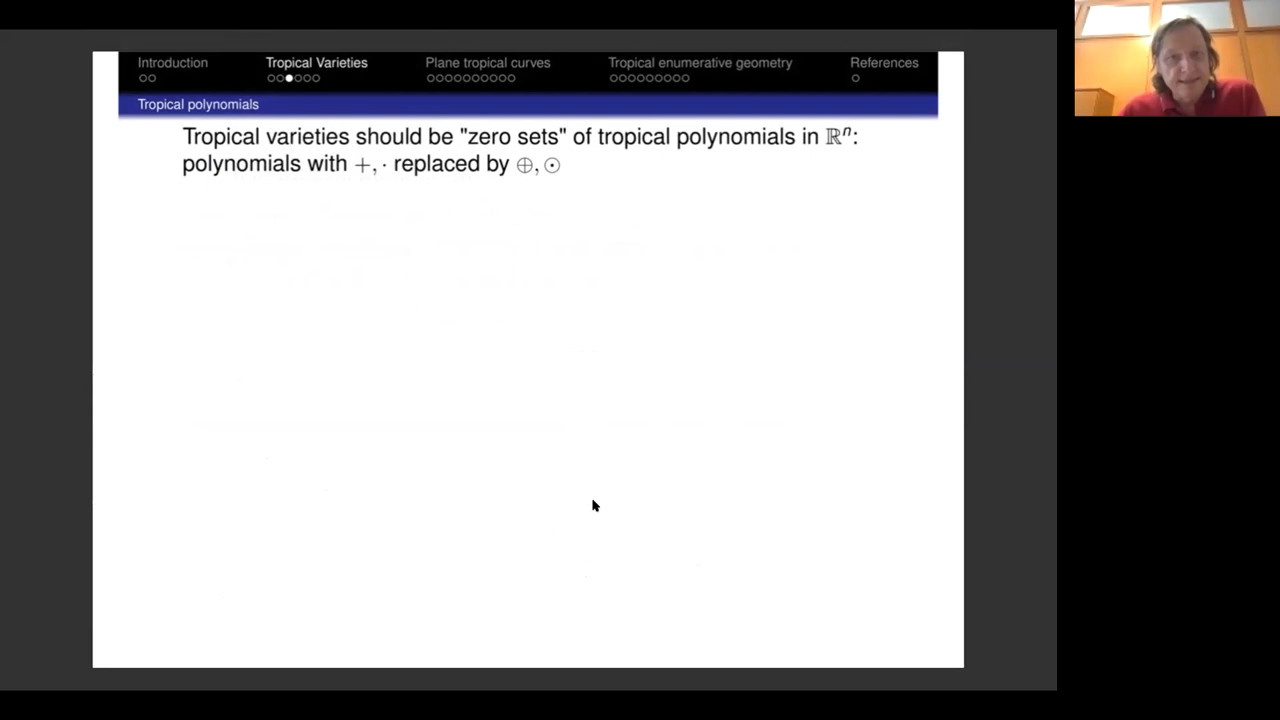 Introduction
Tropical Varieties
Plane tropical curves
Tropical enumerative geometry
References
Tropical polynomials
Tropical varieties should be "zero sets" of tropical polynomials in ℝⁿ:
polynomials with +, · replaced by ⊕, ⊙